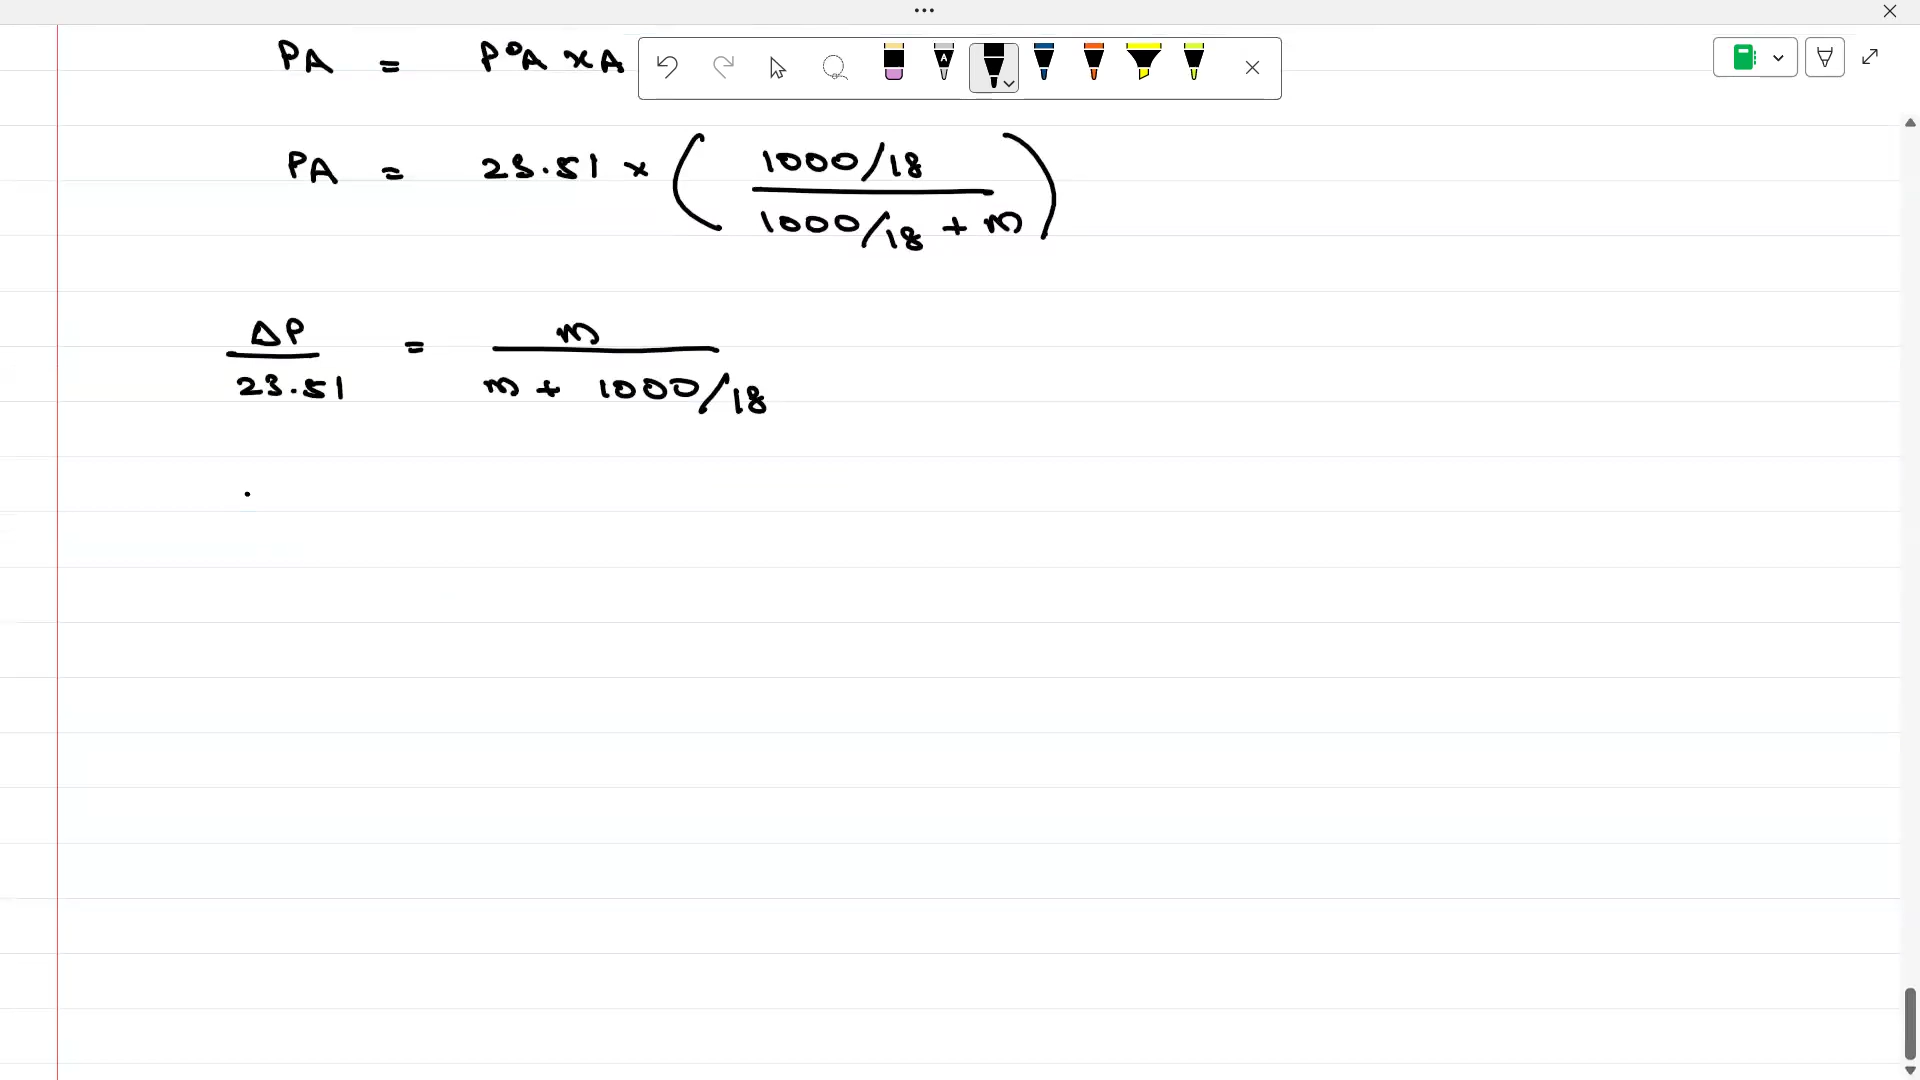 PA = P°A xA
PA = 23.51 × ( 1000/18
1000/18 + m )
ΔP = m
23.51 m + 1000/18